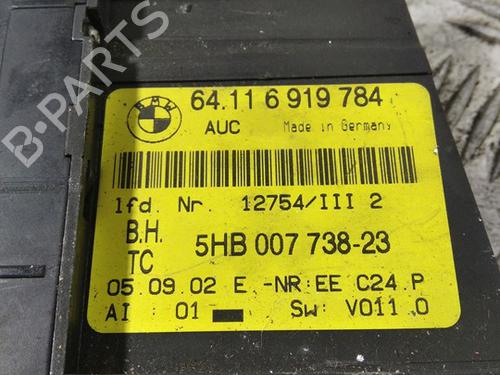 BMW
64.11 6 919 784
AUC Made in Germany
lfd. Nr. 12754/III 2
B.H.
TC 5HB 007 738-23
05.09.02 E -NR:EE C24.P
AI : 01 SW: V011.0
B-PARTS